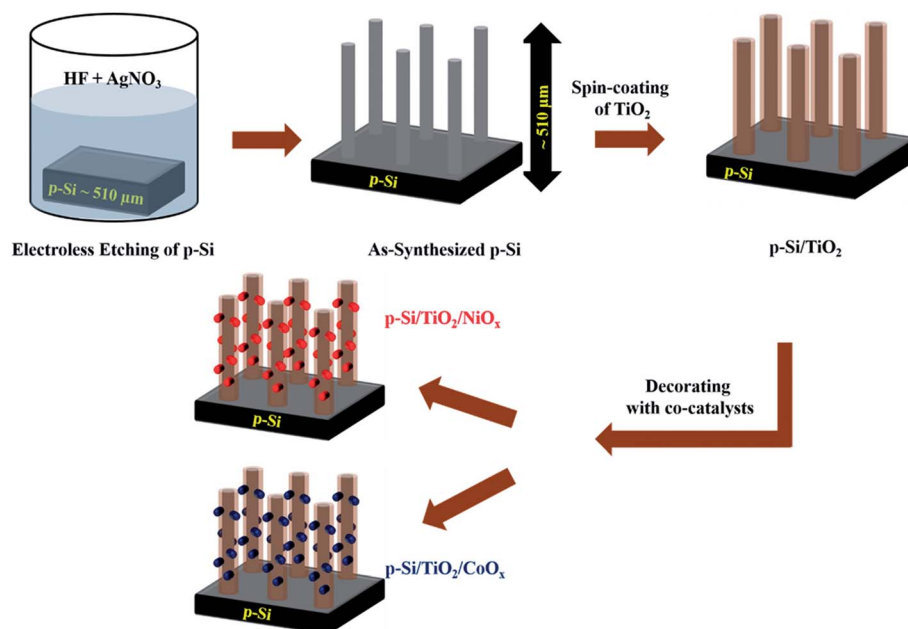 HF + AgNO₃
p-Si ~ 510 µm
Electroless Etching of p-Si
p-Si
~ 510 µm
As-Synthesized p-Si
Spin-coating
of TiO₂
p-Si
p-Si/TiO₂
Decorating
with co-catalysts
p-Si/TiO₂/NiOₓ
p-Si
p-Si/TiO₂/CoOₓ
p-Si